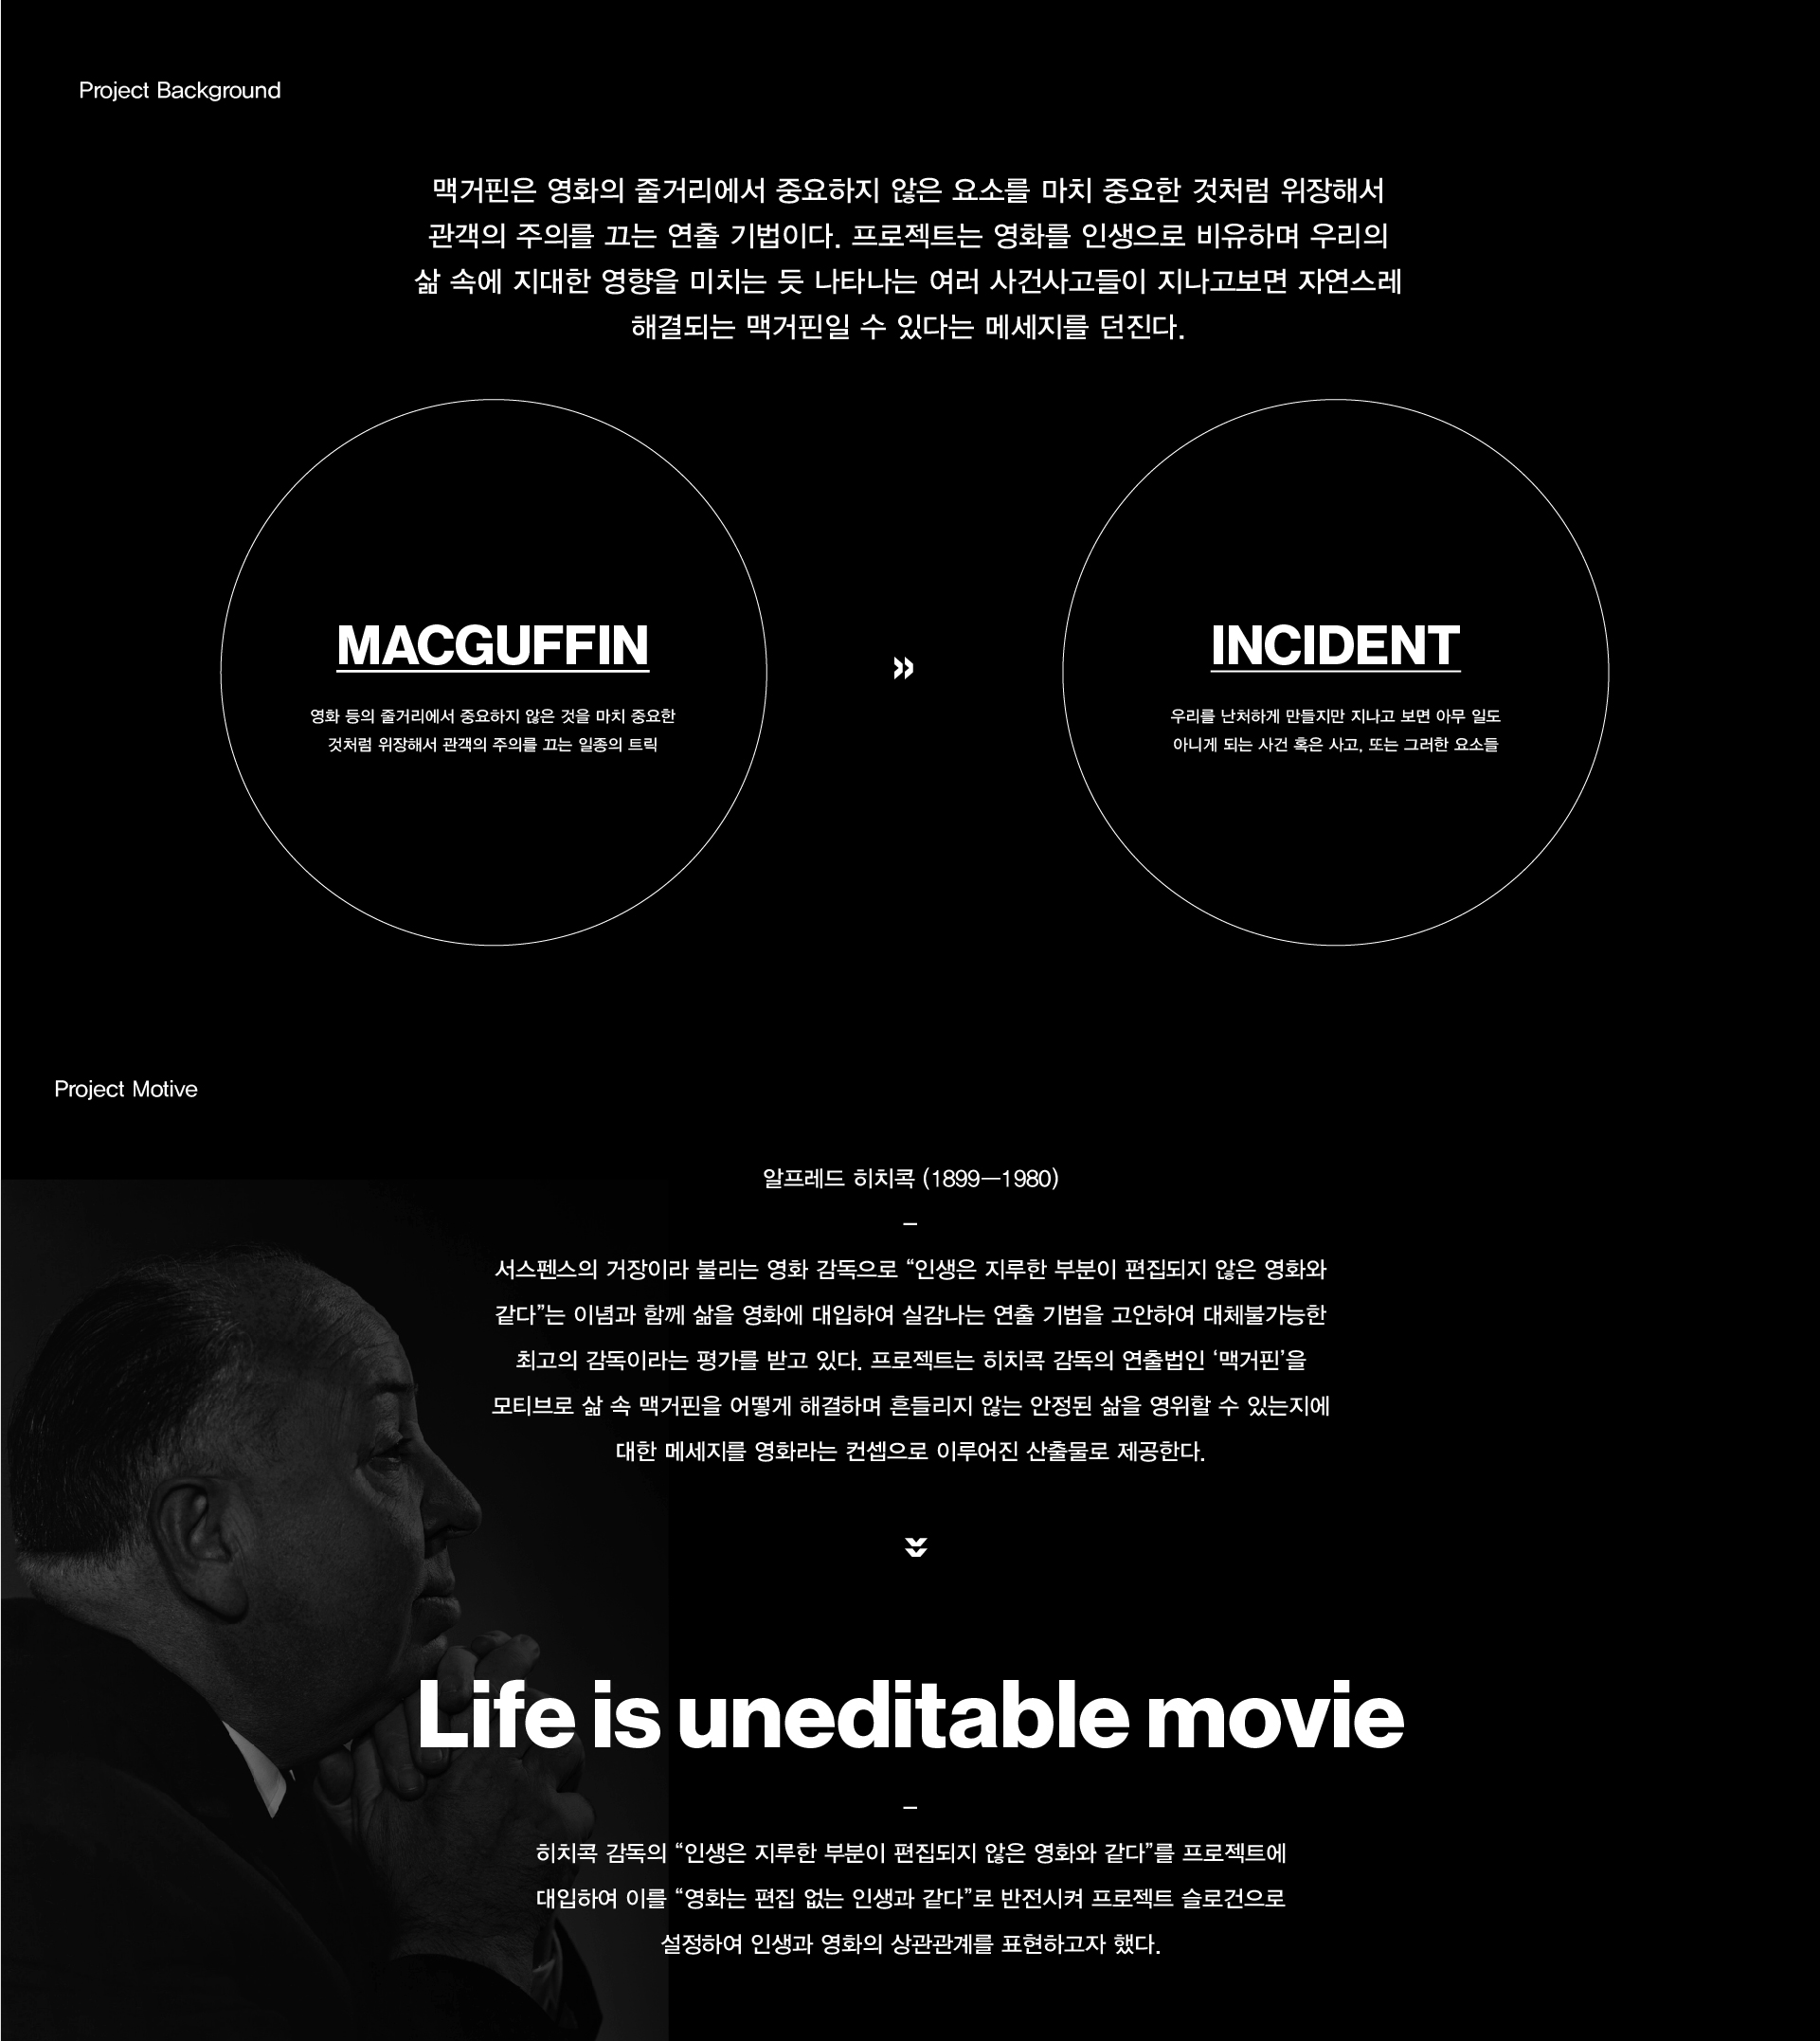 Project Background
맥거핀은 영화의 줄거리에서 중요하지 않은 요소를 마치 중요한 것처럼 위장해서
관객의 주의를 끄는 연출 기법이다. 프로젝트는 영화를 인생으로 비유하며 우리의
삶 속에 지대한 영향을 미치는 듯 나타나는 여러 사건사고들이 지나고보면 자연스레
해결되는 맥거핀일 수 있다는 메세지를 던진다.
MACGUFFIN
영화 등의 줄거리에서 중요하지 않은 것을 마치 중요한
것처럼 위장해서 관객의 주의를 끄는 일종의 트릭
»
INCIDENT
우리를 난처하게 만들지만 지나고 보면 아무 일도
아니게 되는 사건 혹은 사고, 또는 그러한 요소들
Project Motive
알프레드 히치콕 (1899—1980)
–
서스펜스의 거장이라 불리는 영화 감독으로 “인생은 지루한 부분이 편집되지 않은 영화와
같다”는 이념과 함께 삶을 영화에 대입하여 실감나는 연출 기법을 고안하여 대체불가능한
최고의 감독이라는 평가를 받고 있다. 프로젝트는 히치콕 감독의 연출법인 ‘맥거핀’을
모티브로 삶 속 맥거핀을 어떻게 해결하며 흔들리지 않는 안정된 삶을 영위할 수 있는지에
대한 메세지를 영화라는 컨셉으로 이루어진 산출물로 제공한다.
Life is uneditable movie
–
히치콕 감독의 “인생은 지루한 부분이 편집되지 않은 영화와 같다”를 프로젝트에
대입하여 이를 “영화는 편집 없는 인생과 같다”로 반전시켜 프로젝트 슬로건으로
설정하여 인생과 영화의 상관관계를 표현하고자 했다.